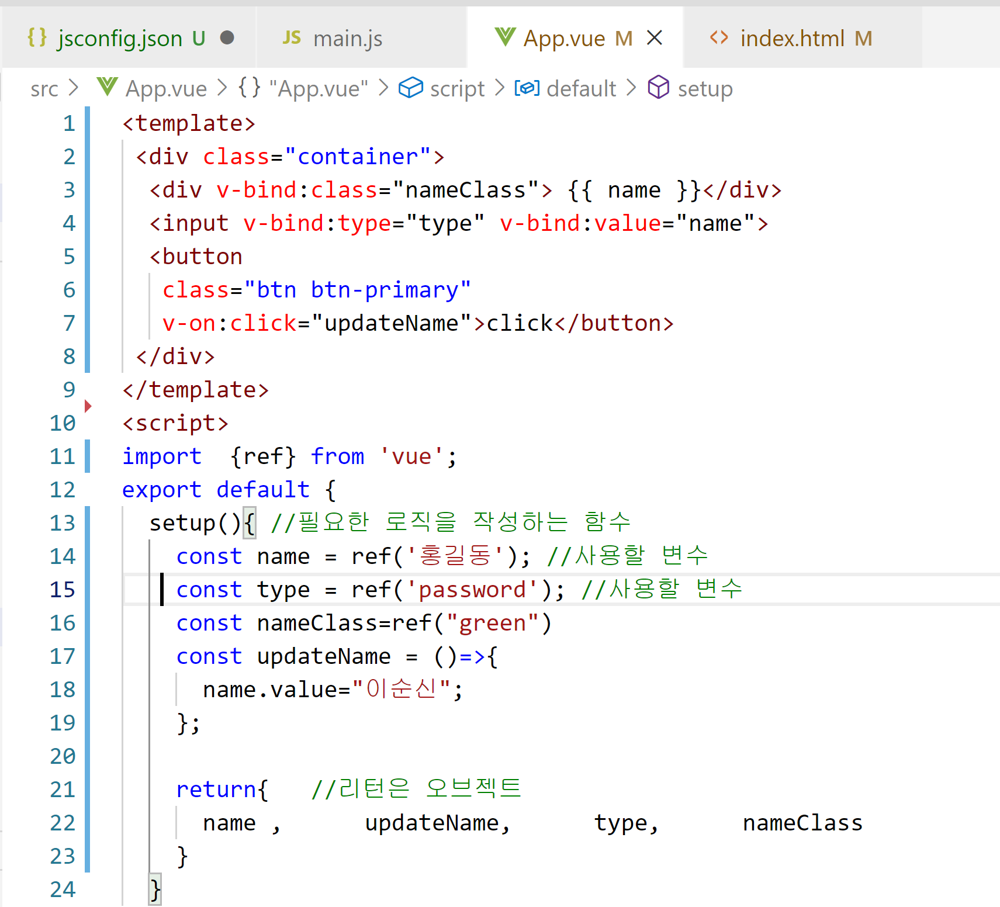 {} jsconfig.json U ● JS main.js App.vue M × <> index.html M
src > App.vue > {} "App.vue" > script > default > setup
1 <template>
2 <div class="container">
3 <div v-bind:class="nameClass"> {{ name }}</div>
4 <input v-bind:type="type" v-bind:value="name">
5 <button
6 class="btn btn-primary"
7 v-on:click="updateName">click</button>
8 </div>
9 </template>
10 <script>
11 import  {ref} from 'vue';
12 export default {
13 setup(){ //필요한 로직을 작성하는 함수
14 const name = ref('홍길동'); //사용할 변수
15 const type = ref('password'); //사용할 변수
16 const nameClass=ref("green")
17 const updateName = ()=>{
18 name.value="이순신";
19 };
20
21 return{   //리턴은 오브젝트
22 name ,      updateName,      type,      nameClass
23 }
24 }